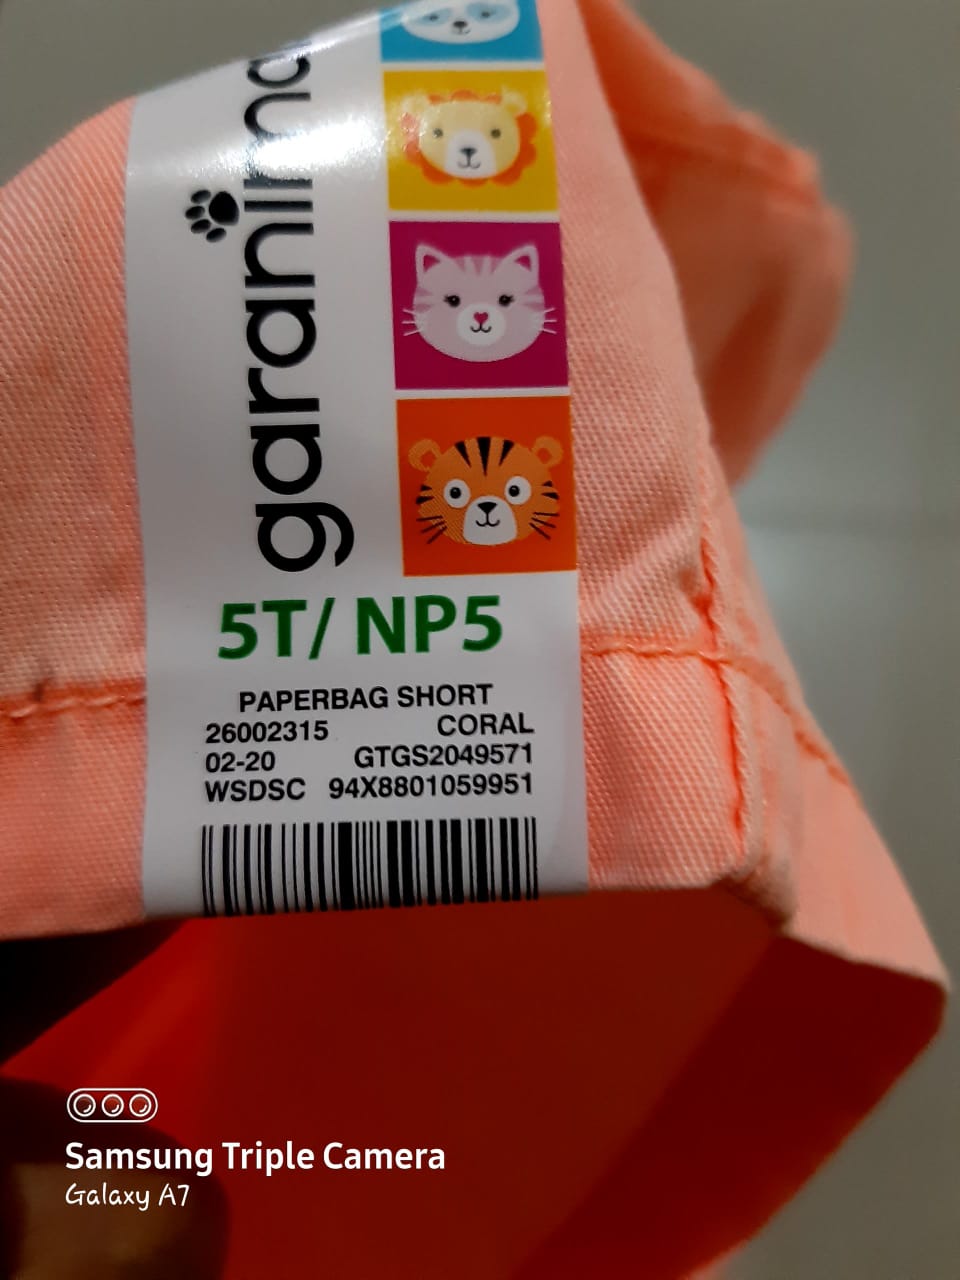 garanima
5T/ NP5
PAPERBAG SHORT
26002315 CORAL
02-20 GTGS2049571
WSDSC 94X8801059951
Samsung Triple Camera
Galaxy A7